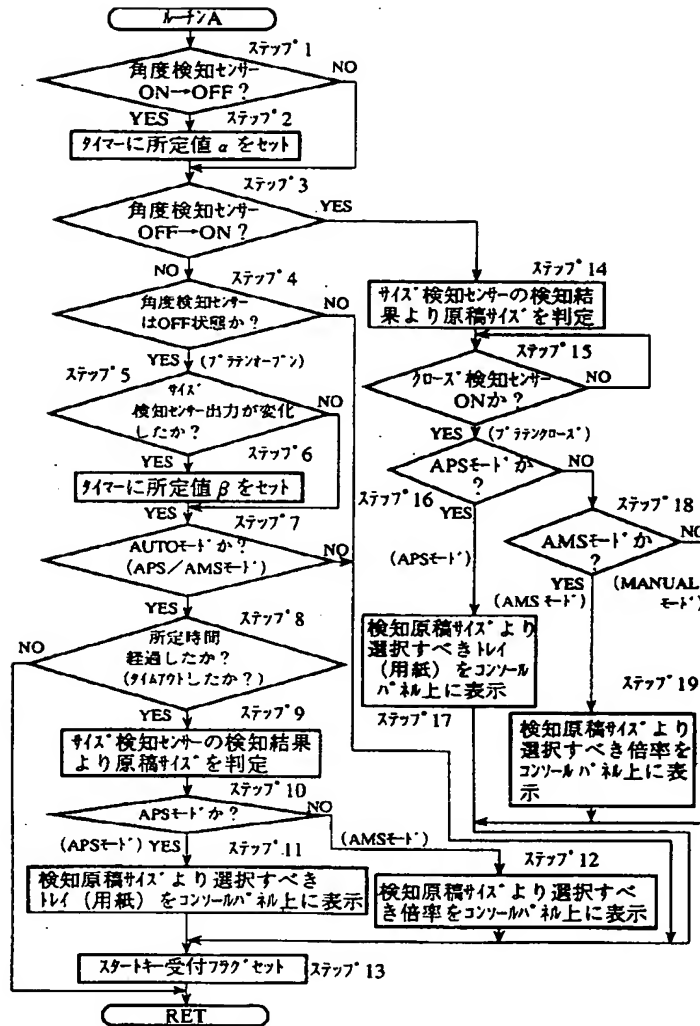 ルーチンA
ステップ1
角度検知センサー
ON→OFF？
NO
YES
ステップ2
タイマーに所定値αをセット
ステップ3
角度検知センサー
OFF→ON？
YES
NO
ステップ4
角度検知センサー
はOFF状態か？
NO
YES
(プラテンオープン)
ステップ5
サイズ
検知センサー出力が変化
したか？
NO
YES
ステップ6
タイマーに所定値βをセット
YES
ステップ7
AUTOモードか？
(APS／AMSモード)
NO
YES
ステップ8
所定時間
経過したか？
(タイムアウトしたか？)
NO
YES
ステップ9
サイズ検知センサーの検知結果
より原稿サイズを判定
ステップ10
APSモードか？
NO
(APSモード)
YES
(AMSモード)
ステップ11
検知原稿サイズより選択すべき
トレイ（用紙）をコンソールパネル上に表示
ステップ12
検知原稿サイズより選択すべ
き倍率をコンソールパネル上に表示
スタートキー受付フラグセット
ステップ13
RET
ステップ14
サイズ検知センサーの検知結
果より原稿サイズを判定
ステップ15
クローズ検知センサー
ONか？
NO
YES
(プラテンクローズ)
APSモードか
？
NO
ステップ16
YES
(APSモード)
ステップ18
AMSモードか
？
NO
YES
(AMSモード)
(MANUAL
モード)
検知原稿サイズより
選択すべきトレイ
（用紙）をコンソール
パネル上に表示
ステップ17
ステップ19
検知原稿サイズより
選択すべき倍率を
コンソールパネル上に表
示